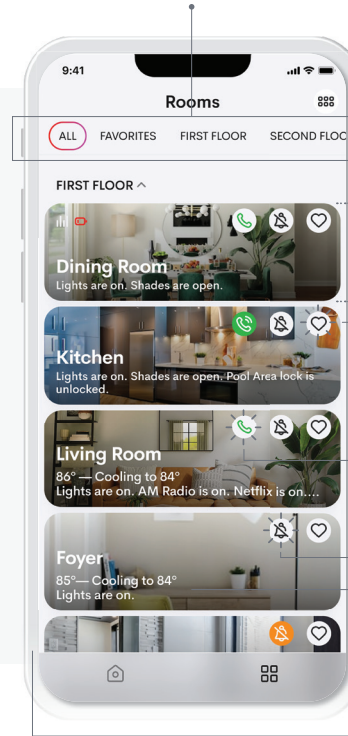 9:41
Rooms
ALL FAVORITES FIRST FLOOR SECOND FLOO
FIRST FLOOR
Dining Room
Lights are on. Shades are open.
Kitchen
Lights are on. Shades are open. Pool Area lock is
unlocked.
Living Room
86° — Cooling to 84°
Lights are on. AM Radio is on. Netflix is on....
Foyer
85°— Cooling to 84°
Lights are on.